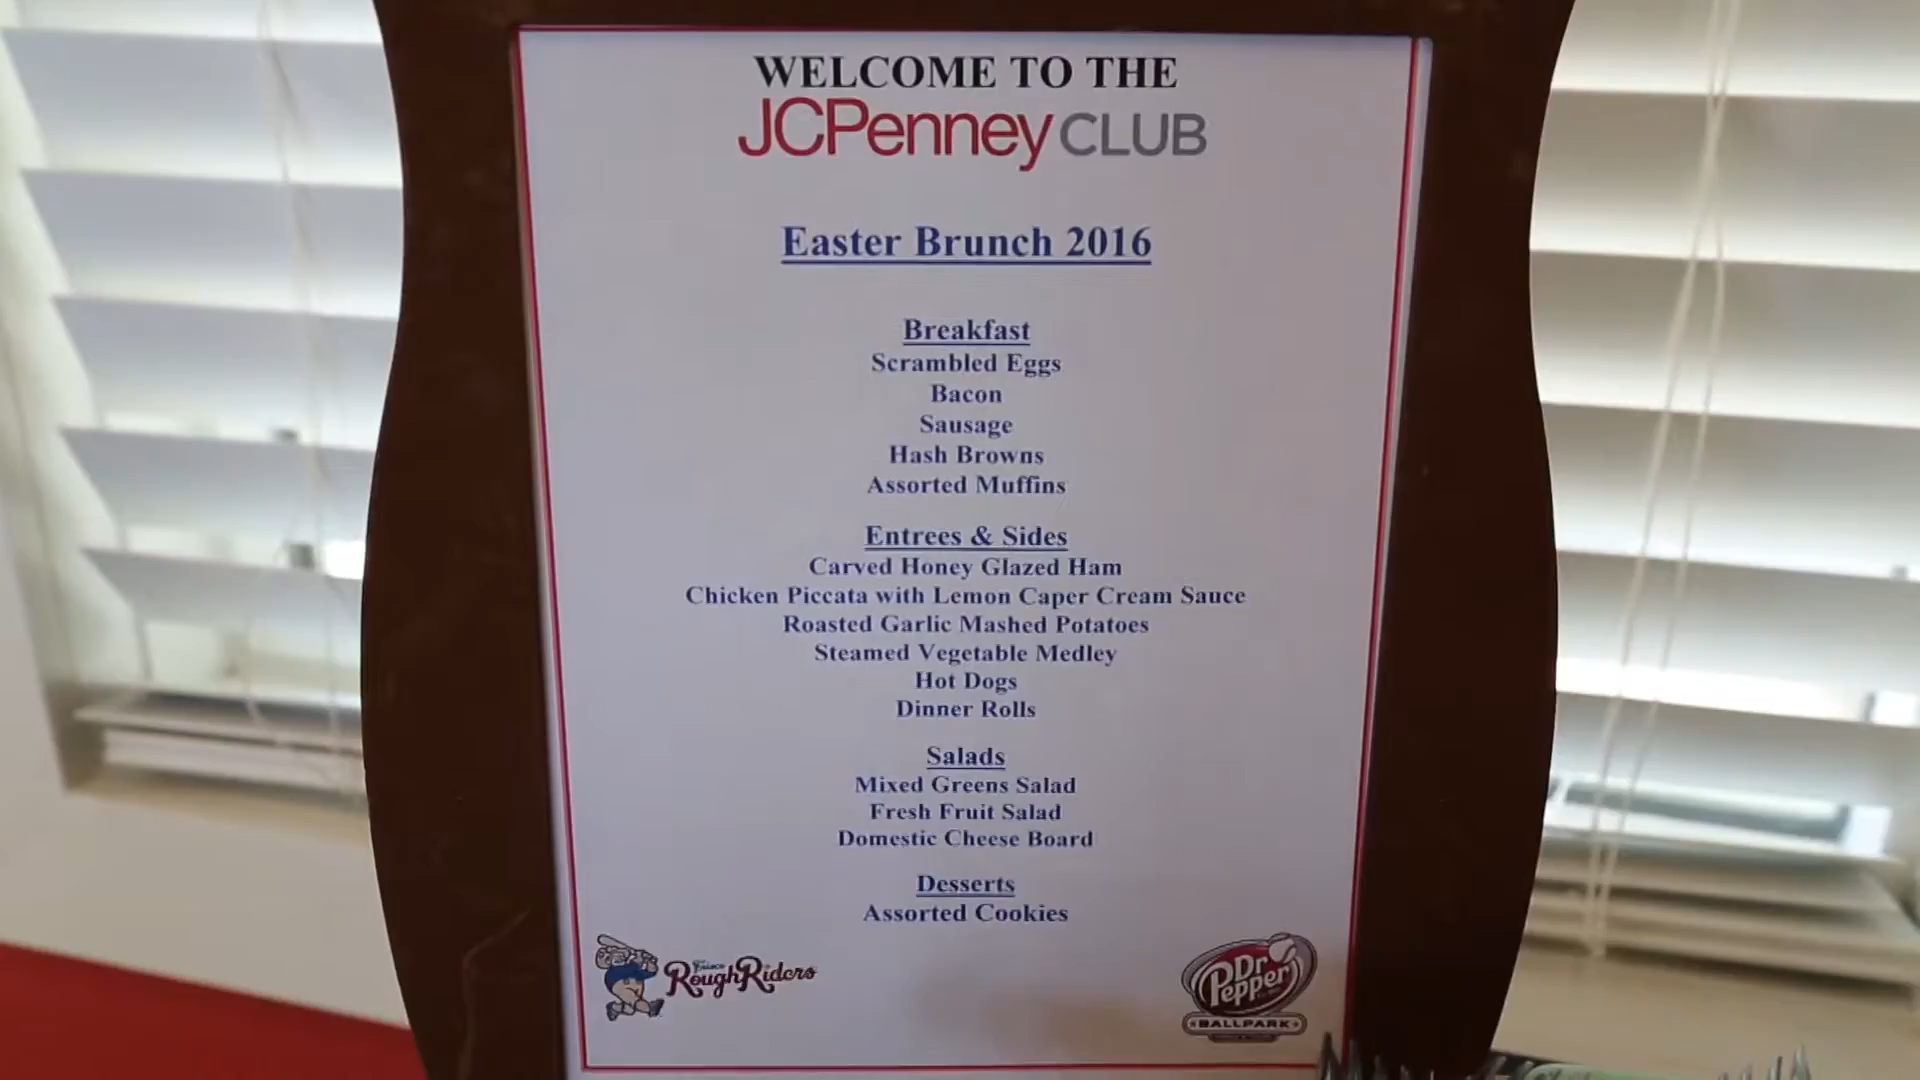 WELCOME TO THE
JCPenney CLUB
Easter Brunch 2016
Breakfast
Scrambled Eggs
Bacon
Sausage
Hash Browns
Assorted Muffins
Entrees & Sides
Carved Honey Glazed Ham
Chicken Piccata with Lemon Caper Cream Sauce
Roasted Garlic Mashed Potatoes
Steamed Vegetable Medley
Hot Dogs
Dinner Rolls
Salads
Mixed Greens Salad
Fresh Fruit Salad
Domestic Cheese Board
Desserts
Assorted Cookies
Frisco
RoughRiders
Dr Pepper
BALLPARK